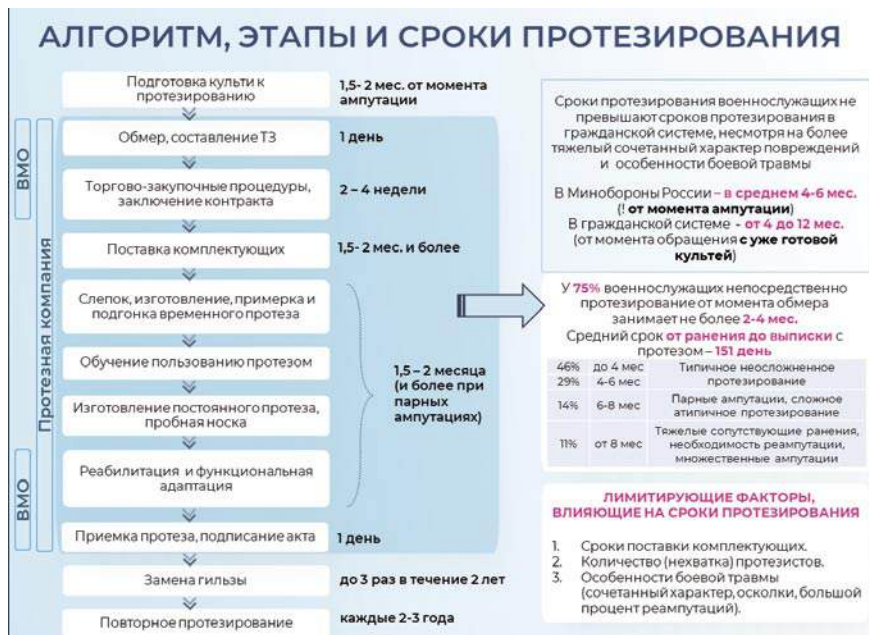 АЛГОРИТМ, ЭТАПЫ И СРОКИ ПРОТЕЗИРОВАНИЯ
Подготовка культи к
протезированию
1,5- 2 мес. от момента
ампутации
ВМО
Протезная компания
Обмер, составление ТЗ
1 день
Торгово-закупочные процедуры,
заключение контракта
2 – 4 недели
Поставка комплектующих
1,5- 2 мес. и более
Слепок, изготовление, примерка и
подгонка временного протеза
Обучение пользованию протезом
1,5 – 2 месяца
(и более при
парных
ампутациях)
Изготовление постоянного протеза,
пробная носка
ВМО
Реабилитация и функциональная
адаптация
Приемка протеза, подписание акта
1 день
Замена гильзы
до 3 раз в течение 2 лет
Повторное протезирование
каждые 2-3 года
Сроки протезирования военнослужащих не
превышают сроков протезирования в
гражданской системе, несмотря на более
тяжелый сочетанный характер повреждений
и особенности боевой травмы
В Минобороны России – в среднем 4-6 мес.
(! от момента ампутации)
В гражданской системе - от 4 до 12 мес.
(от момента обращения с уже готовой
культей)
У 75% военнослужащих непосредственно
протезирование от момента обмера
занимает не более 2-4 мес.
Средний срок от ранения до выписки с
протезом – 151 день
46% до 4 мес Типичное неосложненное
29% 4-6 мес протезирование
14% 6-8 мес Парные ампутации, сложное
атипичное протезирование
11% от 8 мес Тяжелые сопутствующие ранения,
необходимость реампутации,
множественные ампутации
ЛИМИТИРУЮЩИЕ ФАКТОРЫ,
ВЛИЯЮЩИЕ НА СРОКИ ПРОТЕЗИРОВАНИЯ
1. Сроки поставки комплектующих.
2. Количество (нехватка) протезистов.
3. Особенности боевой травмы
(сочетанный характер, осколки, большой
процент реампутаций).